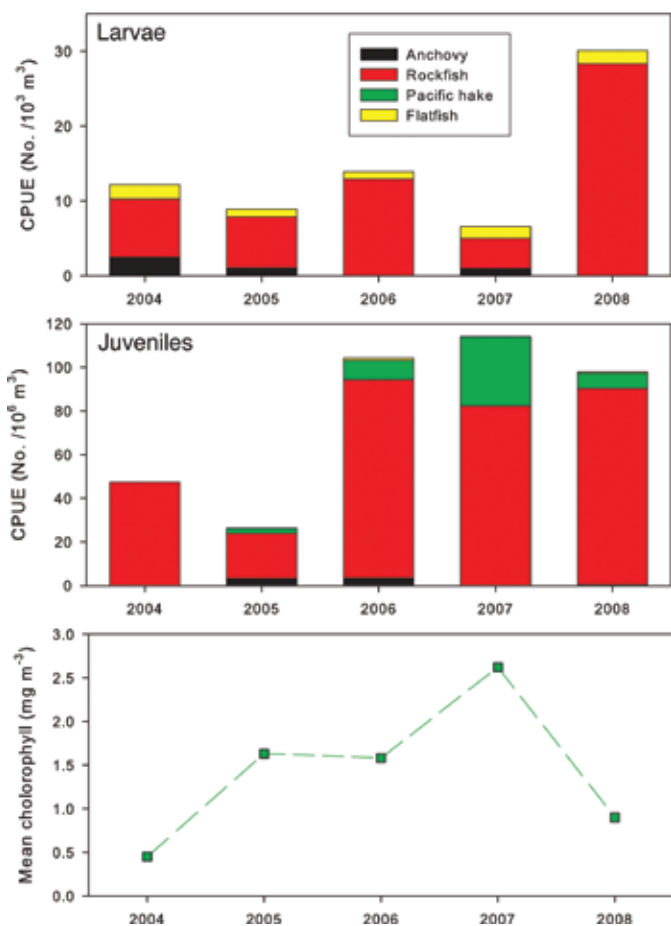 Larvae
CPUE (No. /10³ m³)
30
20
10
0
Anchovy
Rockfish
Pacific hake
Flatfish
2004 2005 2006 2007 2008
Juveniles
CPUE (No. /10⁶ m³)
120
100
80
60
40
20
0
2004 2005 2006 2007 2008
Mean cholorophyll (mg m⁻³)
3.0
2.5
2.0
1.5
1.0
0.5
0.0
2004 2005 2006 2007 2008